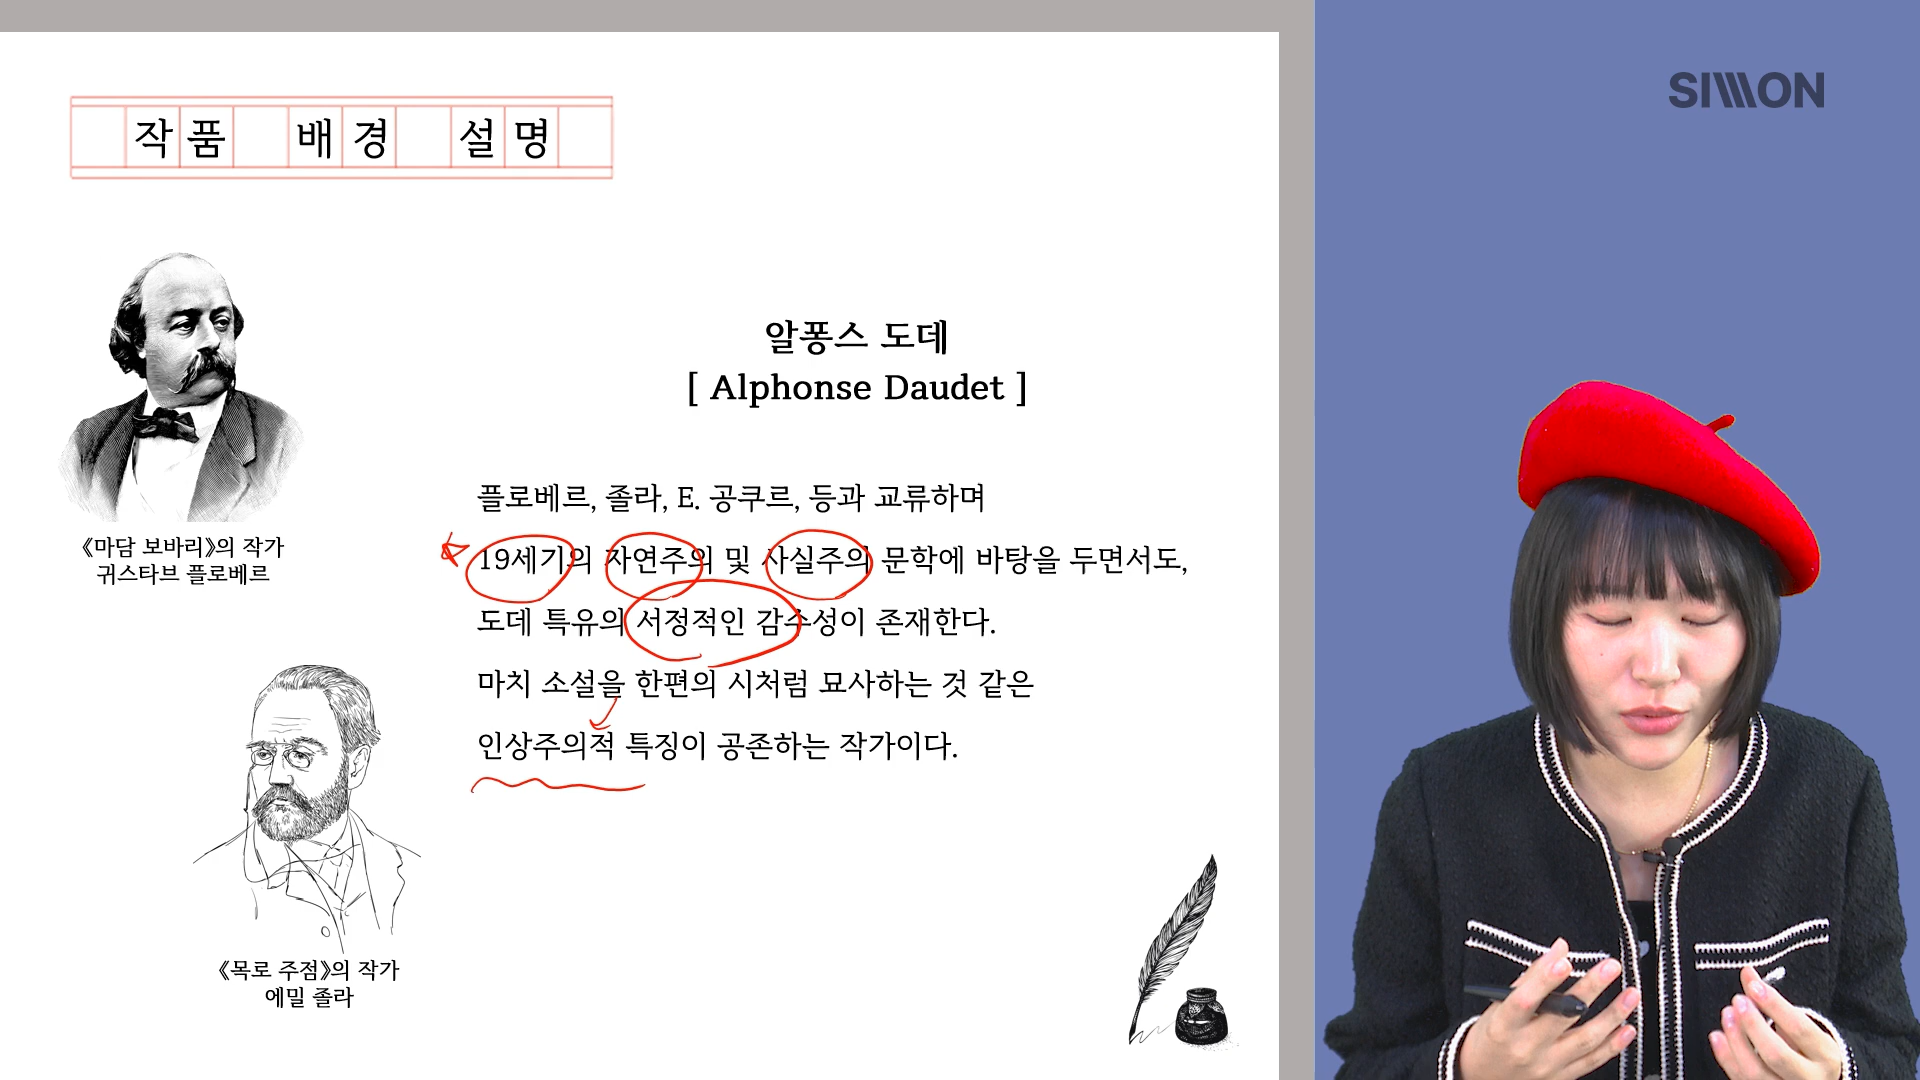 작품 배경 설명
SIMON
알퐁스 도데
[ Alphonse Daudet ]
플로베르, 졸라, E. 공쿠르, 등과 교류하며
19세기의 자연주의 및 사실주의 문학에 바탕을 두면서도,
도데 특유의 서정적인 감수성이 존재한다.
마치 소설을 한편의 시처럼 묘사하는 것 같은
인상주의적 특징이 공존하는 작가이다.
《마담 보바리》의 작가
귀스타브 플로베르
《목로 주점》의 작가
에밀 졸라